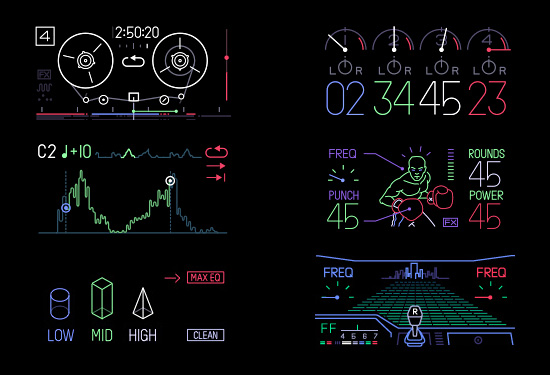 4
2:50:20
FX
C2 ♩+10
MAX EQ
LOW MID HIGH
CLEAN
1 2 3 4
L R L R L R L R
02 34 45 23
FREQ
ROUNDS
45
PUNCH
POWER
45
45
FX
FREQ
FREQ
R
FF
4 5 6 7